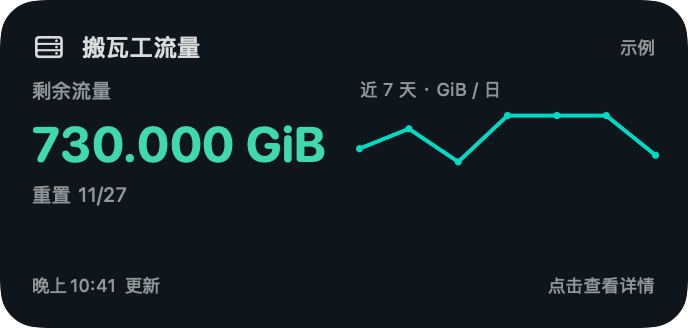 搬瓦工流量
示例
剩余流量
730.000 GiB
重置 11/27
近 7 天 · GiB / 日
晚上 10:41 更新
点击查看详情